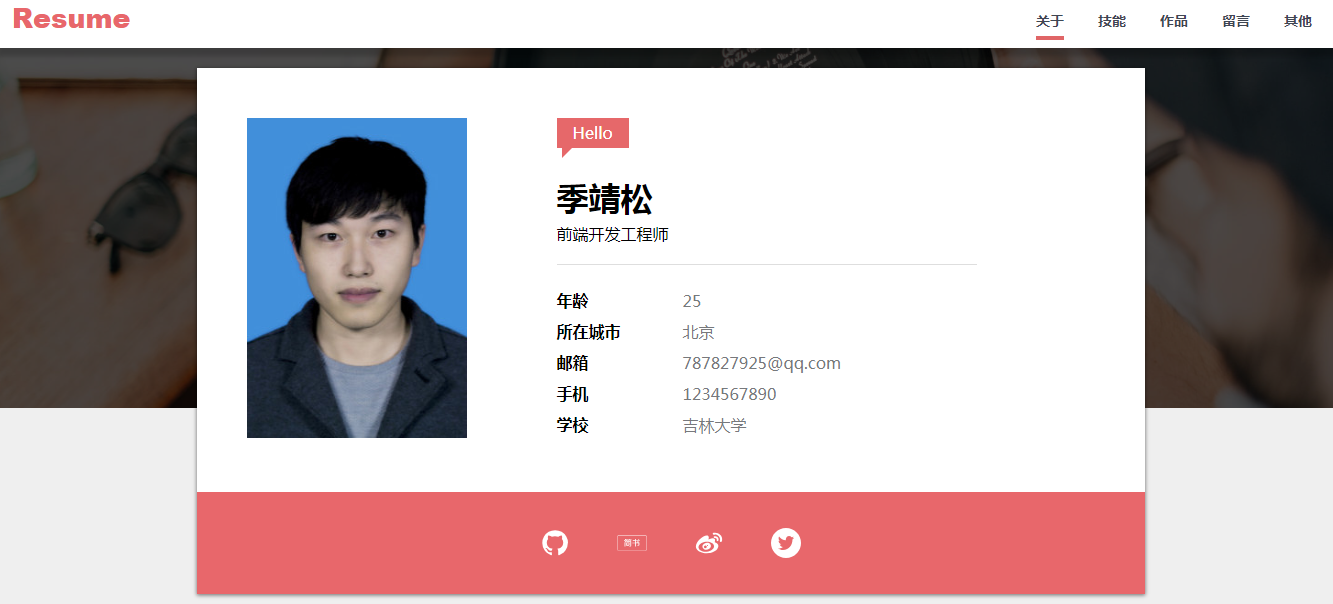 Resume
关于 技能 作品 留言 其他
Hello
季靖松
前端开发工程师
年龄 25
所在城市 北京
邮箱 787827925@qq.com
手机 1234567890
学校 吉林大学
简书